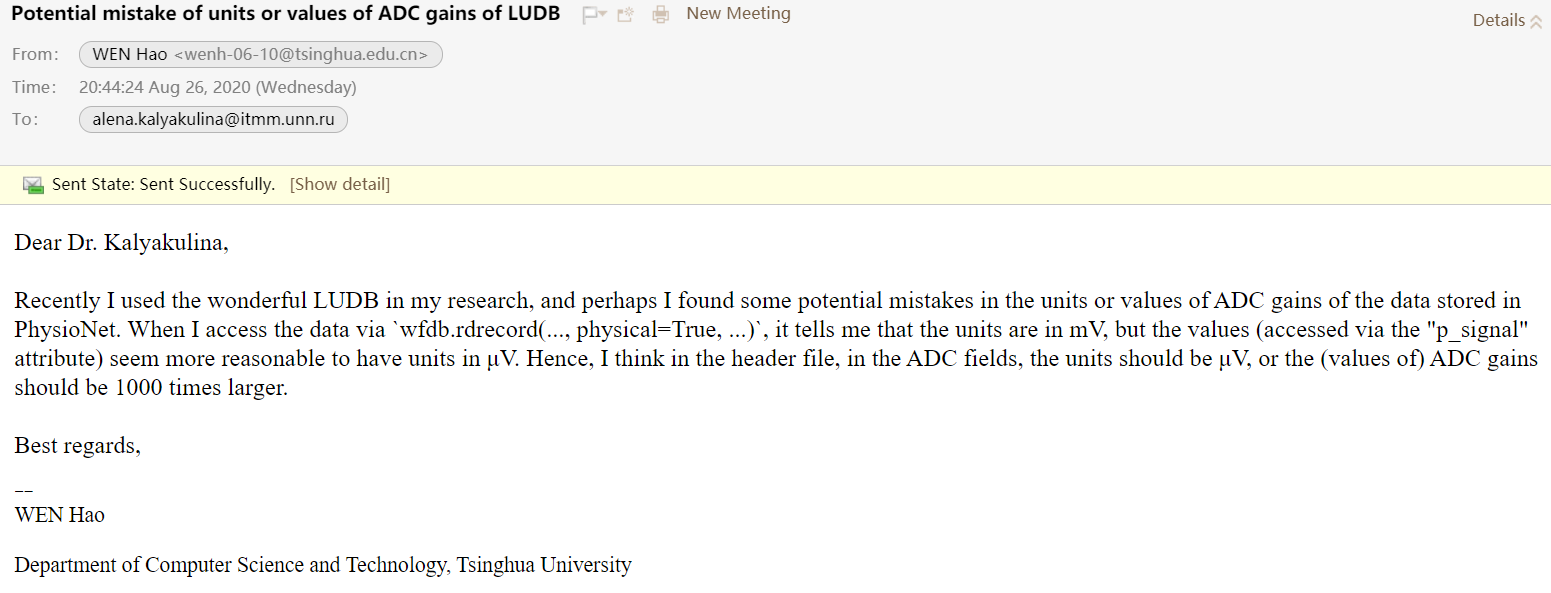 Potential mistake of units or values of ADC gains of LUDB New Meeting
Details
From: WEN Hao <wenh-06-10@tsinghua.edu.cn>
Time: 20:44:24 Aug 26, 2020 (Wednesday)
To: alena.kalyakulina@itmm.unn.ru
Sent State: Sent Successfully. [Show detail]
Dear Dr. Kalyakulina,
Recently I used the wonderful LUDB in my research, and perhaps I found some potential mistakes in the units or values of ADC gains of the data stored in
PhysioNet. When I access the data via `wfdb.rdrecord(..., physical=True, ...)`, it tells me that the units are in mV, but the values (accessed via the "p_signal"
attribute) seem more reasonable to have units in μV. Hence, I think in the header file, in the ADC fields, the units should be μV, or the (values of) ADC gains
should be 1000 times larger.
Best regards,
--
WEN Hao
Department of Computer Science and Technology, Tsinghua University